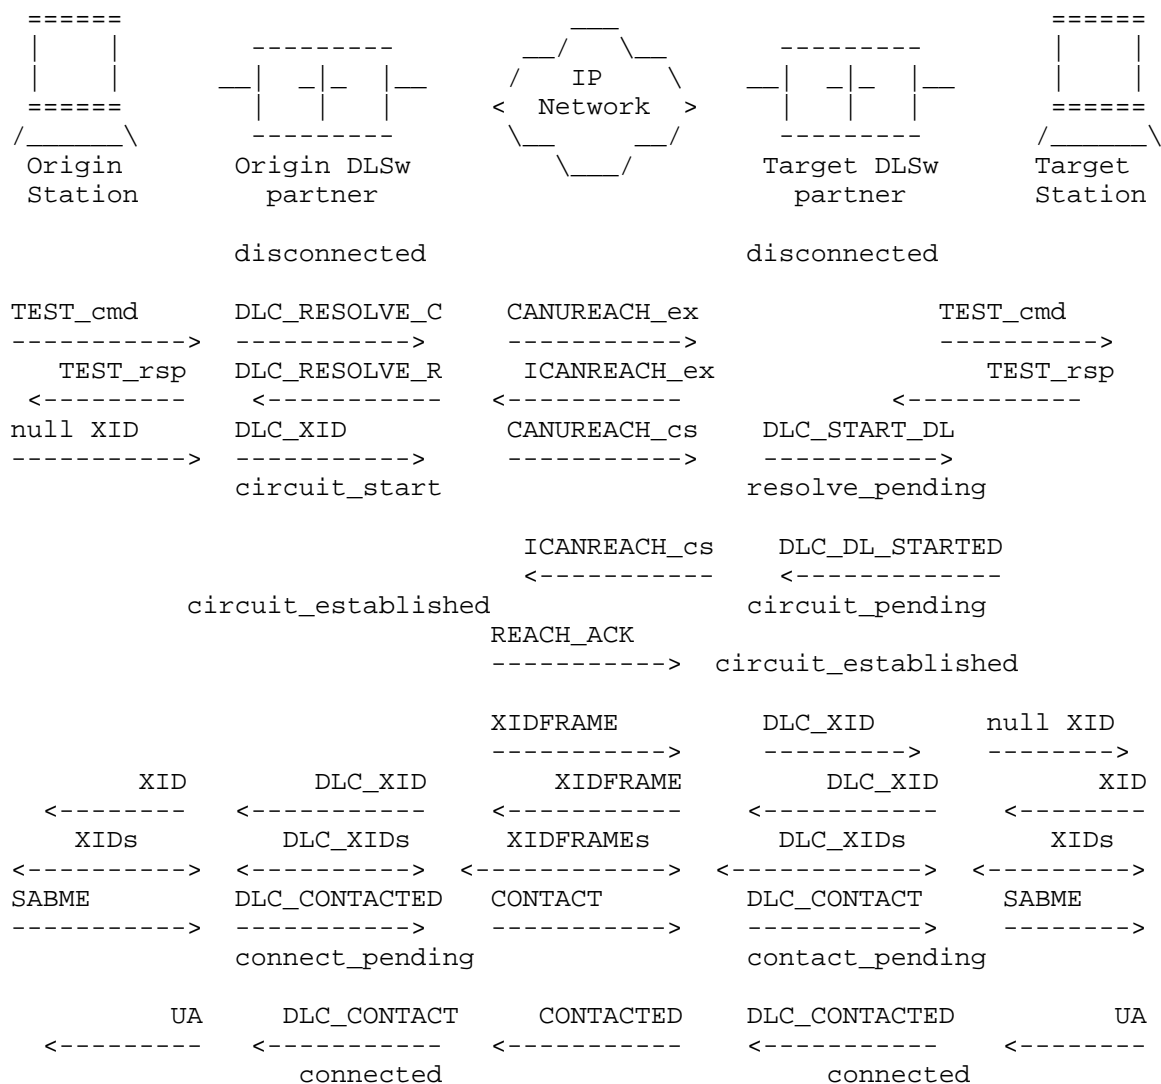 IP
Network
Origin Origin DLSw Target DLSw Target
Station partner partner Station
disconnected disconnected
TEST_cmd DLC_RESOLVE_C CANUREACH_ex TEST_cmd
-----------> -----------> -----------> ---------->
TEST_rsp DLC_RESOLVE_R ICANREACH_ex TEST_rsp
<--------- <----------- <----------- <-----------
null XID DLC_XID CANUREACH_cs DLC_START_DL
-----------> -----------> -----------> ----------->
circuit_start resolve_pending
ICANREACH_cs DLC_DL_STARTED
<----------- <-------------
circuit_established circuit_pending
REACH_ACK
-----------> circuit_established
XIDFRAME DLC_XID null XID
-----------> ---------> -------->
XID DLC_XID XIDFRAME DLC_XID XID
<-------- <----------- <----------- <----------- <--------
XIDs DLC_XIDs XIDFRAMEs DLC_XIDs XIDs
<----------> <----------> <------------> <------------> <--------->
SABME DLC_CONTACTED CONTACT DLC_CONTACT SABME
-----------> -----------> -----------> -----------> -------->
connect_pending contact_pending
UA DLC_CONTACT CONTACTED DLC_CONTACTED UA
<--------- <----------- <----------- <----------- <--------
connected connected